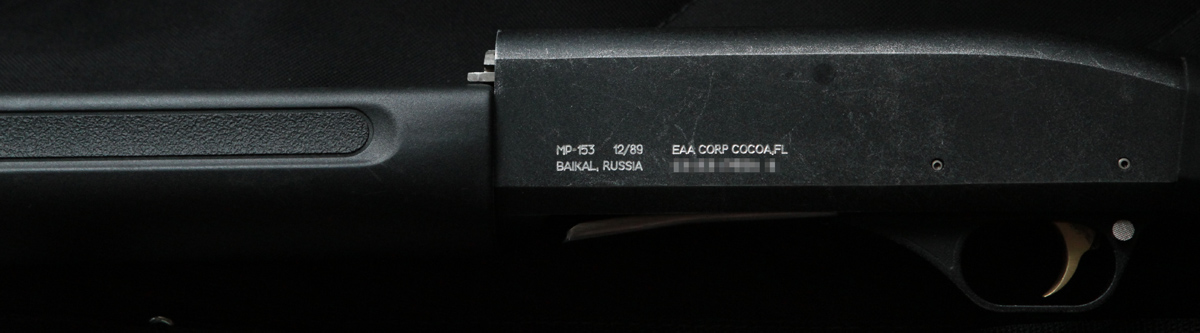 MP-153 12/89
BAIKAL, RUSSIA
EAA CORP COCOA,FL